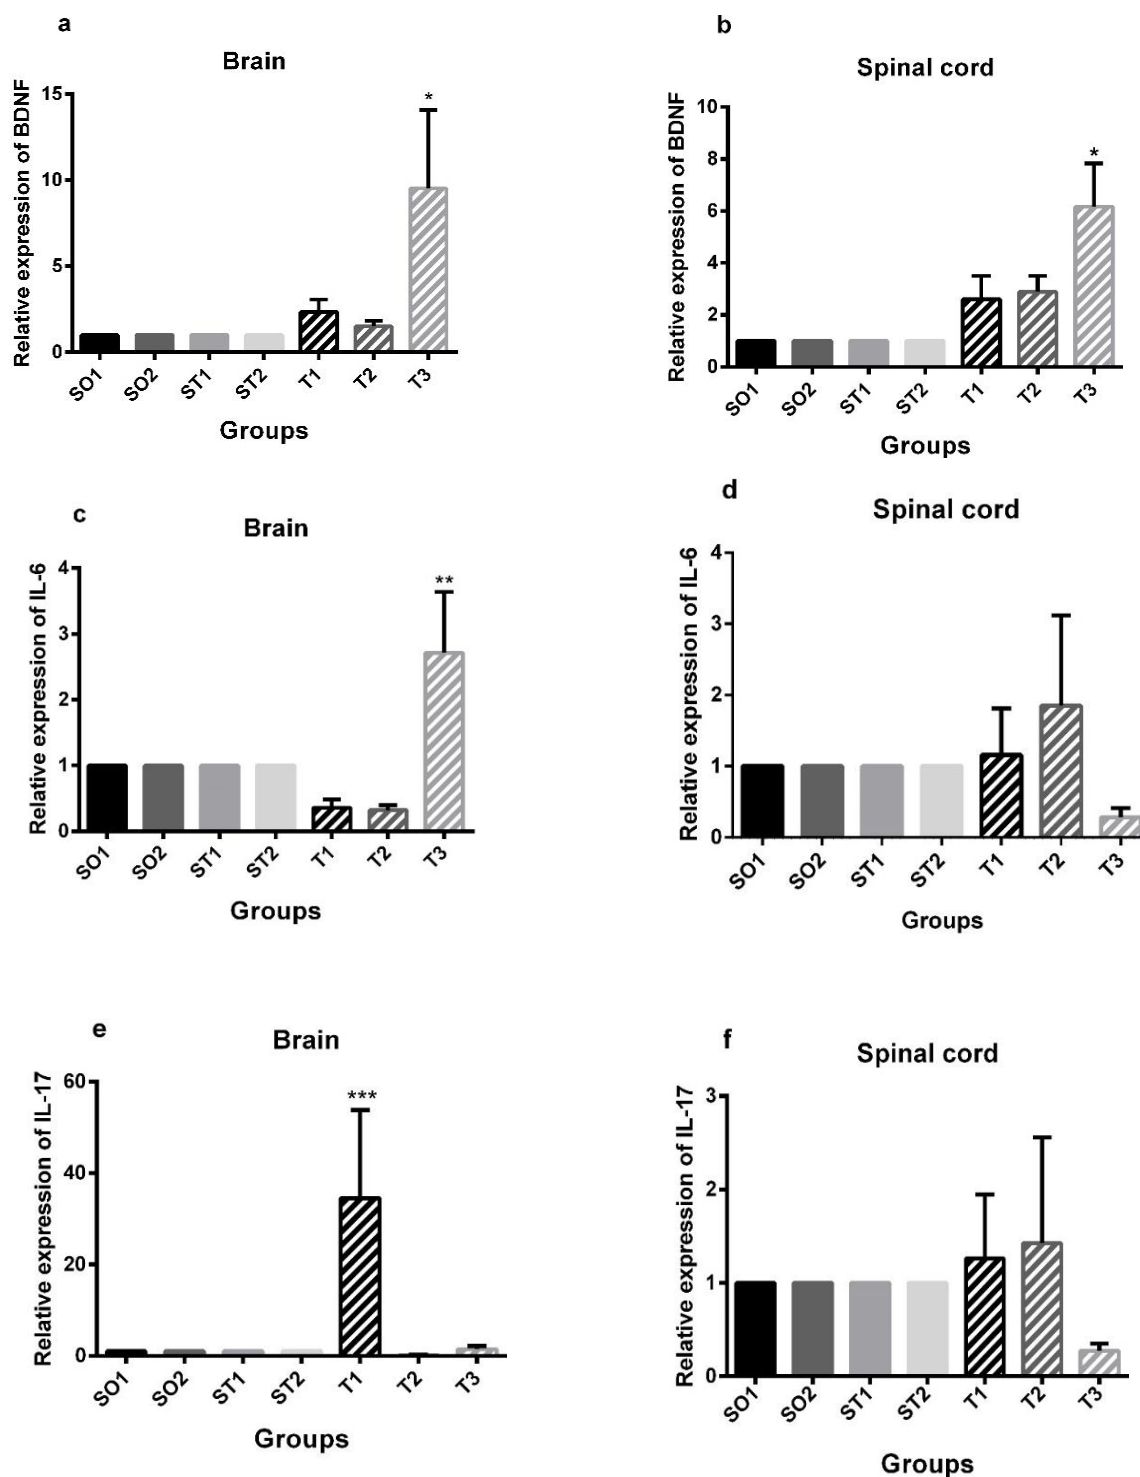 a
Brain
Relative expression of BDNF
15
10
5
0
*
SO1 SO2 ST1 ST2 T1 T2 T3
Groups
b
Spinal cord
Relative expression of BDNF
10
8
6
4
2
0
*
SO1 SO2 ST1 ST2 T1 T2 T3
Groups
c
Brain
Relative expression of IL-6
4
3
2
1
0
**
SO1 SO2 ST1 ST2 T1 T2 T3
Groups
d
Spinal cord
Relative expression of IL-6
4
3
2
1
0
SO1 SO2 ST1 ST2 T1 T2 T3
Groups
e
Brain
Relative expression of IL-17
60
40
20
0
***
SO1 SO2 ST1 ST2 T1 T2 T3
Groups
f
Spinal cord
Relative expression of IL-17
3
2
1
0
SO1 SO2 ST1 ST2 T1 T2 T3
Groups